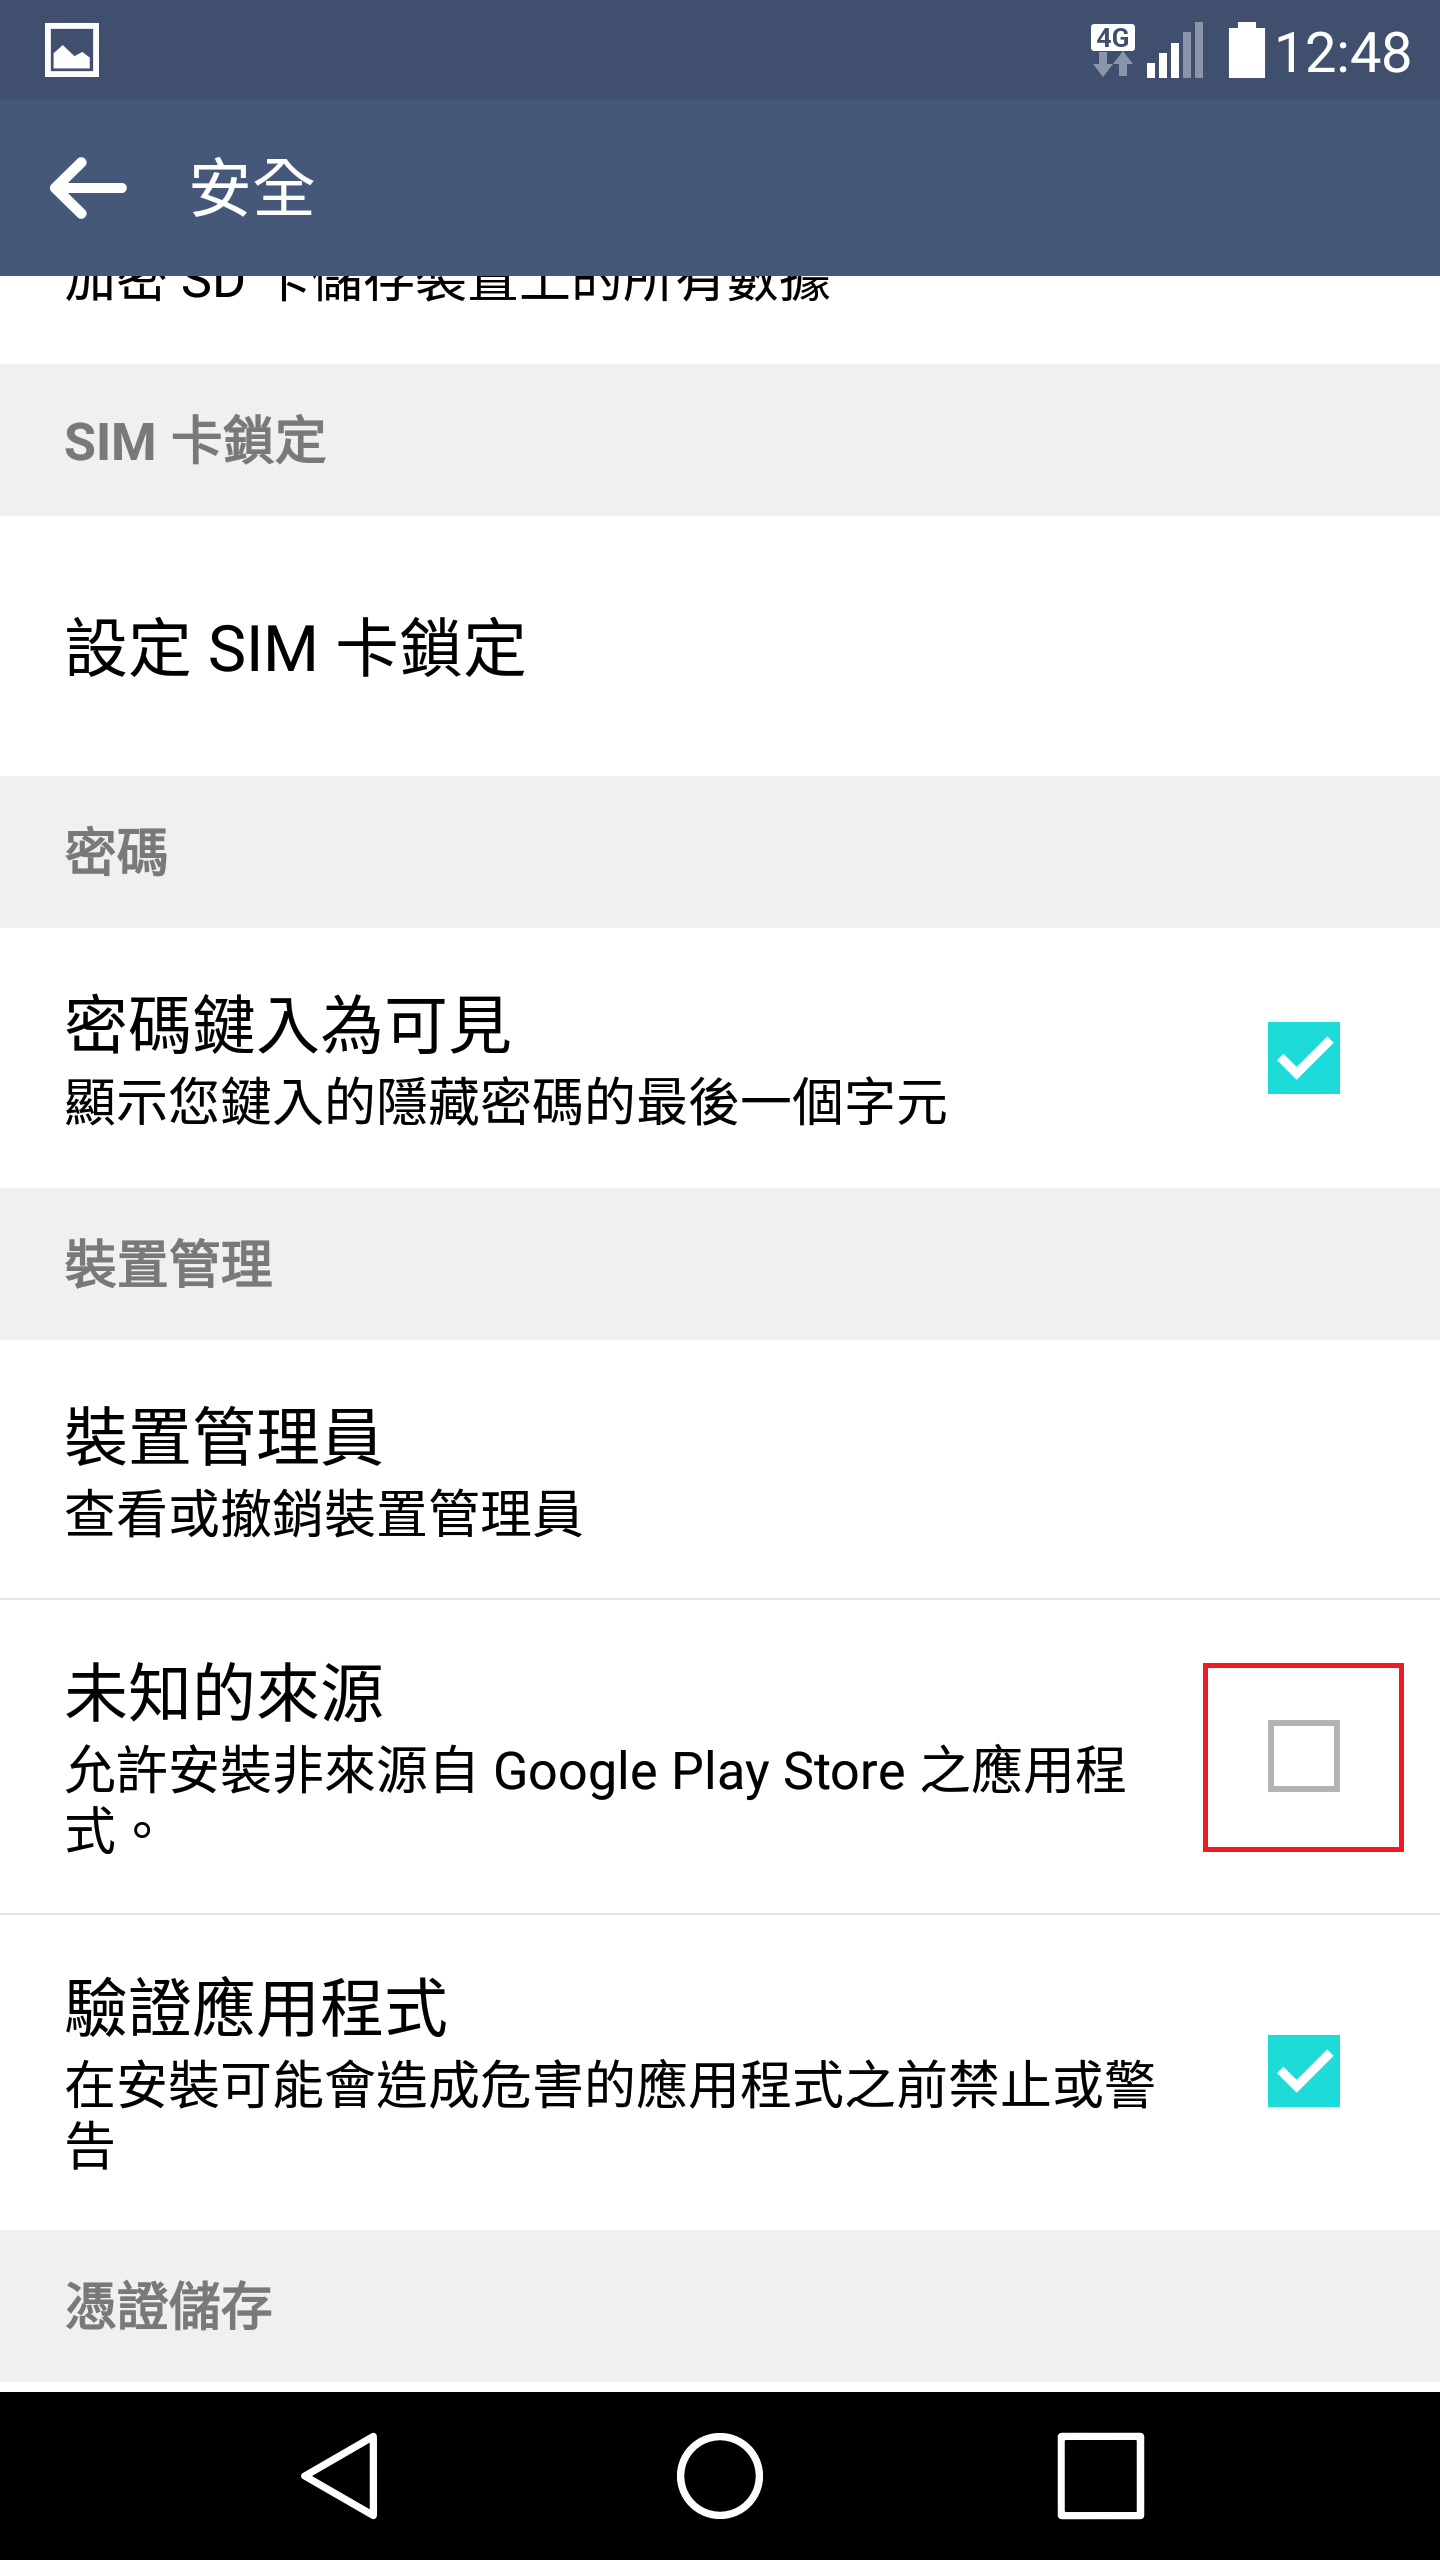 4G 12:48
安全
加密 SD 卡儲存裝置上的所有數據
SIM 卡鎖定
設定 SIM 卡鎖定
密碼
密碼鍵入為可見
顯示您鍵入的隱藏密碼的最後一個字元
裝置管理
裝置管理員
查看或撤銷裝置管理員
未知的來源
允許安裝非來源自 Google Play Store 之應用程
式。
驗證應用程式
在安裝可能會造成危害的應用程式之前禁止或警
告
憑證儲存